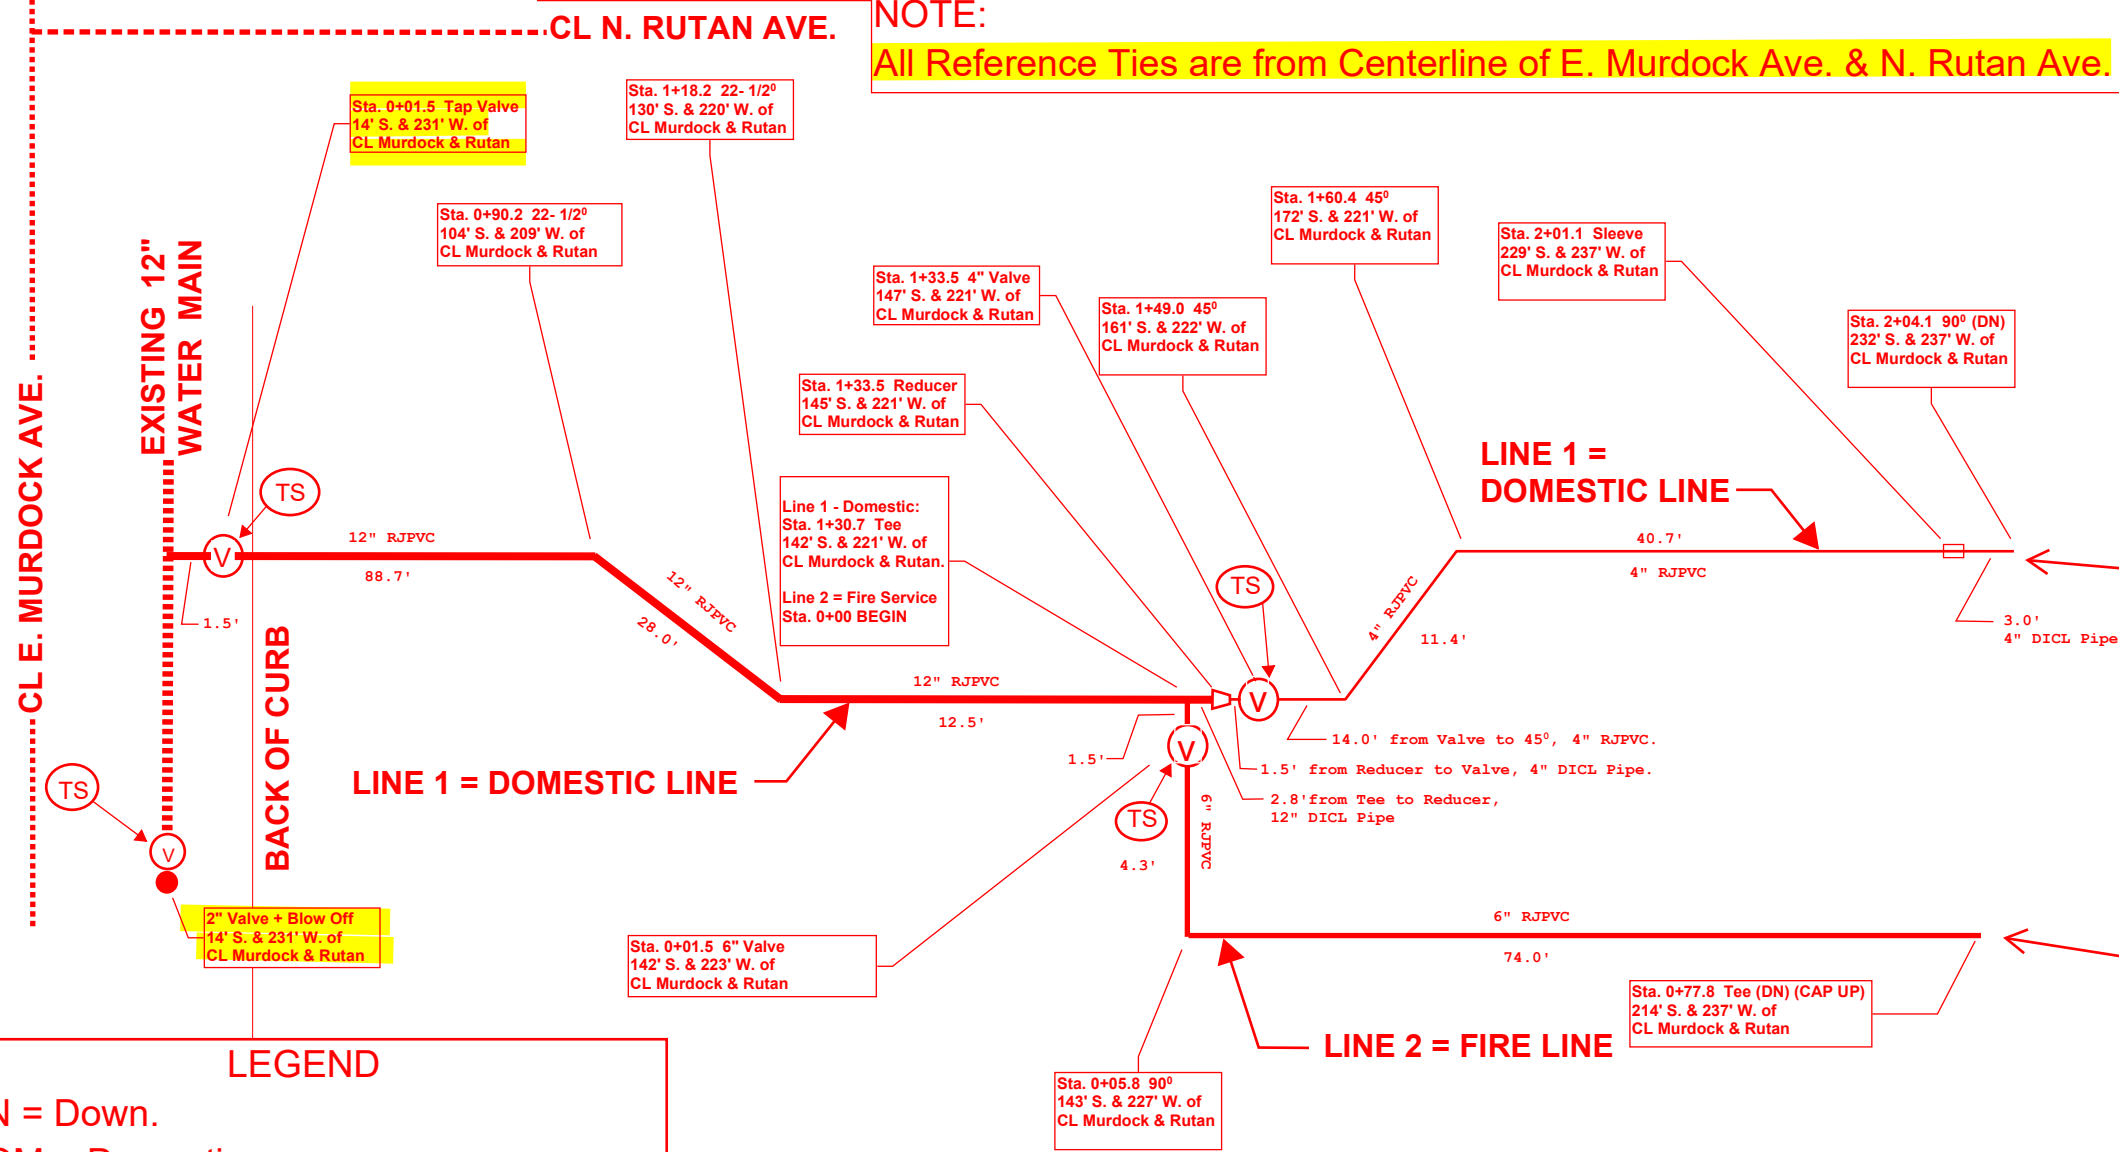 CL N. RUTAN AVE.
NOTE:
All Reference Ties are from Centerline of E. Murdock Ave. & N. Rutan Ave.
Sta. 0+01.5 Tap Valve
14' S. & 231' W. of
CL Murdock & Rutan
Sta. 1+18.2 22- 1/2⁰
130' S. & 220' W. of
CL Murdock & Rutan
Sta. 0+90.2 22- 1/2⁰
104' S. & 209' W. of
CL Murdock & Rutan
Sta. 1+60.4 45⁰
172' S. & 221' W. of
CL Murdock & Rutan
Sta. 2+01.1 Sleeve
229' S. & 237' W. of
CL Murdock & Rutan
Sta. 1+33.5 4" Valve
147' S. & 221' W. of
CL Murdock & Rutan
Sta. 1+49.0 45⁰
161' S. & 222' W. of
CL Murdock & Rutan
Sta. 2+04.1 90⁰ (DN)
232' S. & 237' W. of
CL Murdock & Rutan
Sta. 1+33.5 Reducer
145' S. & 221' W. of
CL Murdock & Rutan
CL E. MURDOCK AVE.
EXISTING 12"
WATER MAIN
BACK OF CURB
LINE 1 =
DOMESTIC LINE
Line 1 - Domestic:
Sta. 1+30.7 Tee
142' S. & 221' W. of
CL Murdock & Rutan.
Line 2 = Fire Service
Sta. 0+00 BEGIN
TS
V
12" RJPVC
88.7'
1.5'
12" RJPVC
28.0'
12" RJPVC
12.5'
TS
V
4" RJPVC
11.4'
40.7'
4" RJPVC
3.0'
4" DICL Pipe
14.0' from Valve to 45⁰, 4" RJPVC.
1.5' from Reducer to Valve, 4" DICL Pipe.
2.8'from Tee to Reducer,
12" DICL Pipe
1.5'
V
TS
6" RJPVC
4.3'
LINE 1 = DOMESTIC LINE
TS
V
2" Valve + Blow Off
14' S. & 231' W. of
CL Murdock & Rutan
Sta. 0+01.5 6" Valve
142' S. & 223' W. of
CL Murdock & Rutan
6" RJPVC
74.0'
Sta. 0+77.8 Tee (DN) (CAP UP)
214' S. & 237' W. of
CL Murdock & Rutan
LINE 2 = FIRE LINE
Sta. 0+05.8 90⁰
143' S. & 227' W. of
CL Murdock & Rutan
LEGEND
N = Down.